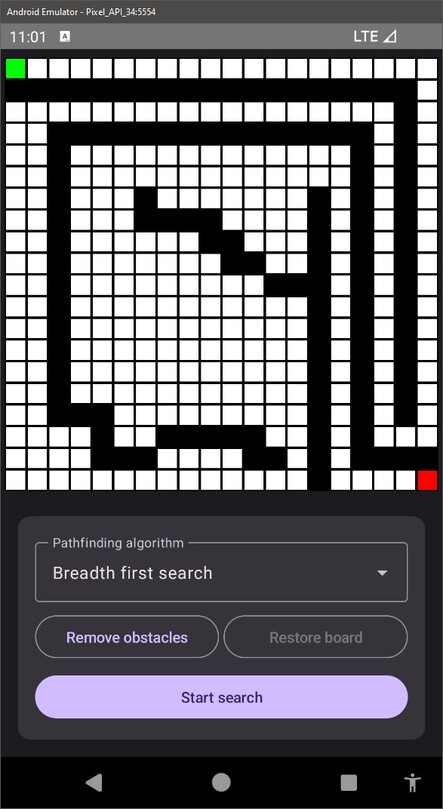 Android Emulator - Pixel_API_34:5554
11:01 A LTE
Pathfinding algorithm
Breadth first search
Remove obstacles Restore board
Start search